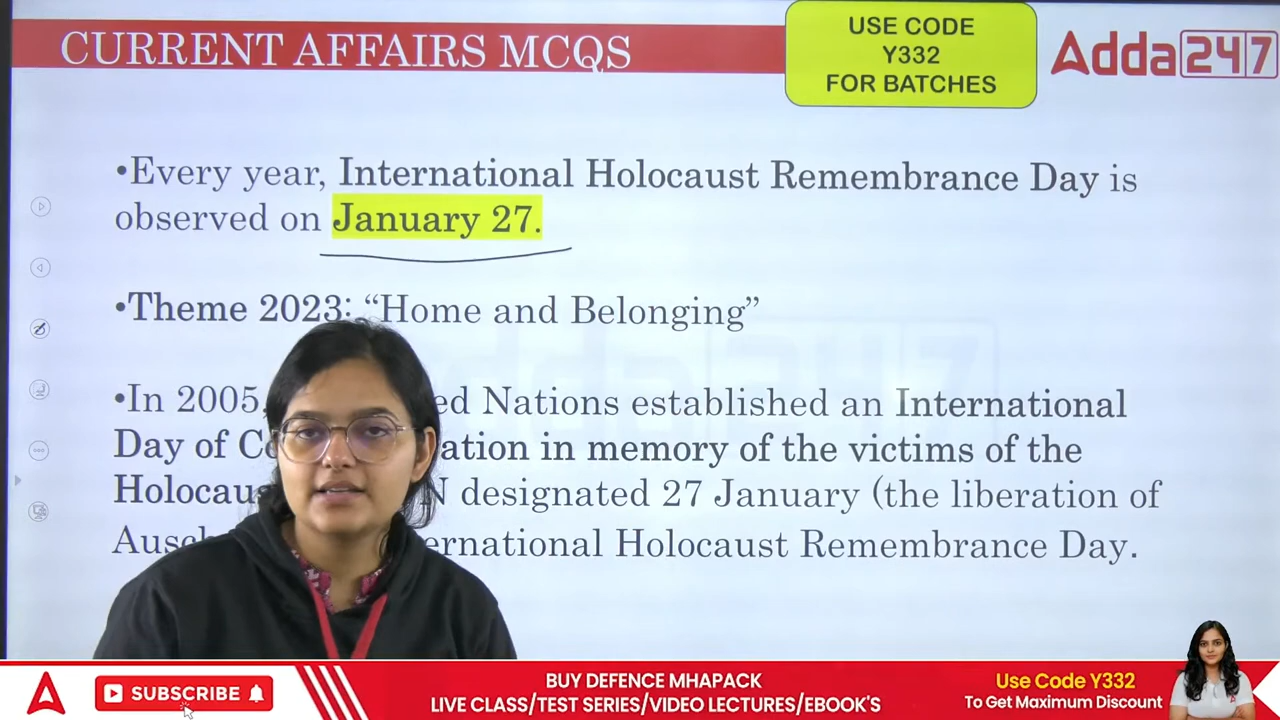 CURRENT AFFAIRS MCQS
USE CODE
Y332
FOR BATCHES
Adda247
•Every year, International Holocaust Remembrance Day is
observed on January 27.
•Theme 2023: “Home and Belonging”
•In 2005, ed Nations established an International
Day of ation in memory of the victims of the
N designated 27 January (the liberation of
ernational Holocaust Remembrance Day.
SUBSCRIBE
BUY DEFENCE MHAPACK
LIVE CLASS/TEST SERIES/VIDEO LECTURES/EBOOK'S
Use Code Y332
To Get Maximum Discount